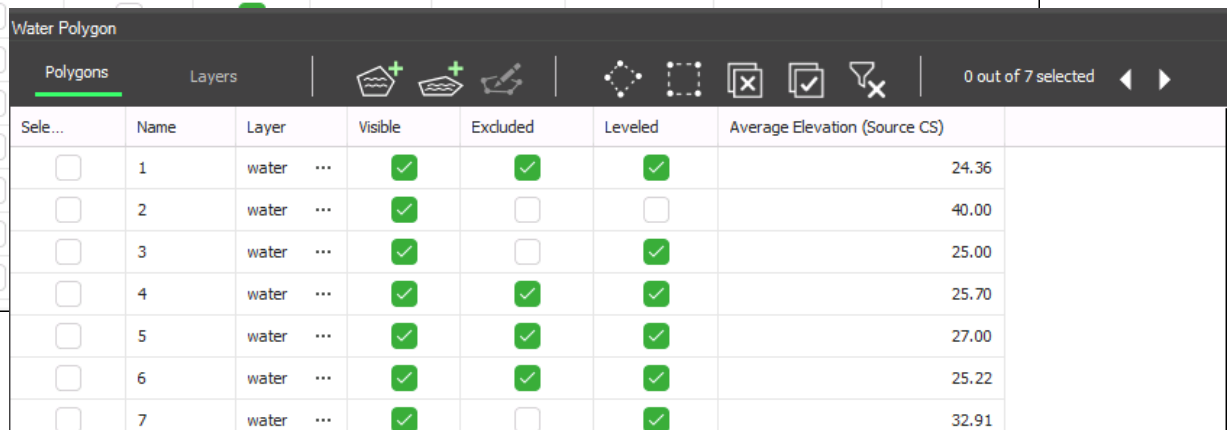 Water Polygon
Polygons Layers 0 out of 7 selected
Sele... Name Layer Visible Excluded Leveled Average Elevation (Source CS)
1 water ... 24.36
2 water ... 40.00
3 water ... 25.00
4 water ... 25.70
5 water ... 27.00
6 water ... 25.22
7 water ... 32.91